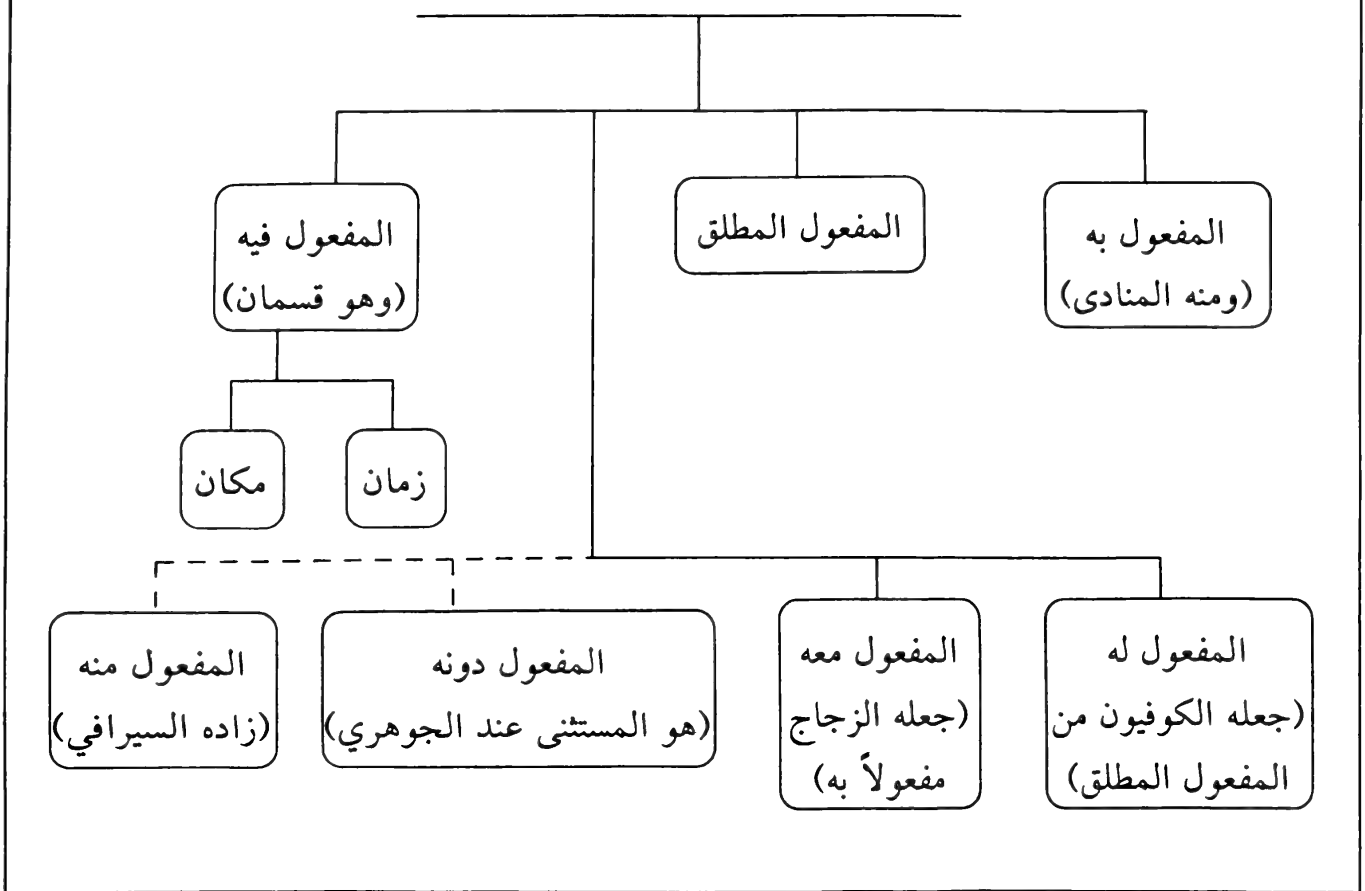 المفعول به
(ومنه المنادى)
المفعول المطلق
المفعول فيه
(وهو قسمان)
زمان
مكان
المفعول له
(جعله الكوفيون من
المفعول المطلق)
المفعول معه
(جعله الزجاج
مفعولاً به)
المفعول دونه
(هو المستثنى عند الجوهري)
المفعول منه
(زاده السيرافي)